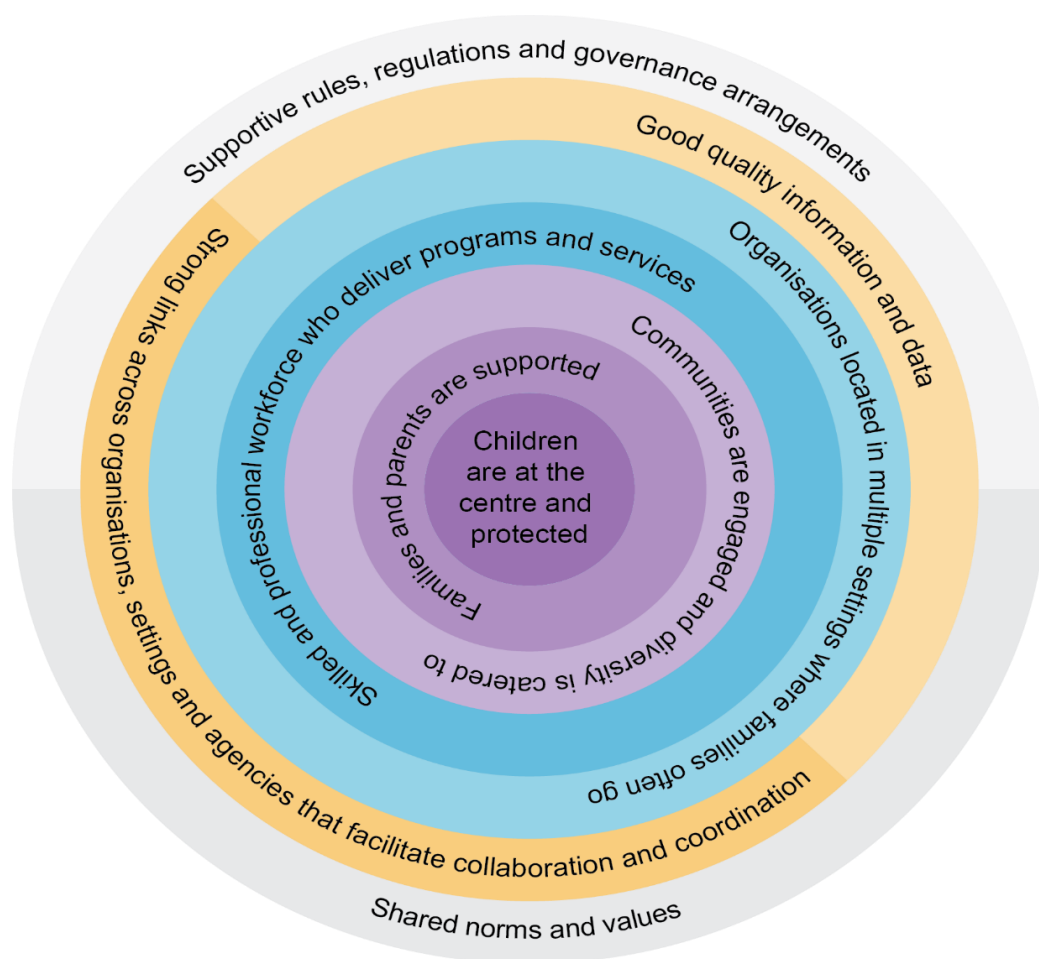 Supportive rules, regulations and governance arrangements
Good quality information and data
Strong links across organisations, settings and agencies that facilitate collaboration and coordination
Organisations located in multiple settings where families often go
Skilled and professional workforce who deliver programs and services
Communities are engaged and diversity is catered to
Families and parents are supported
Children
are at the
centre and
protected
Shared norms and values